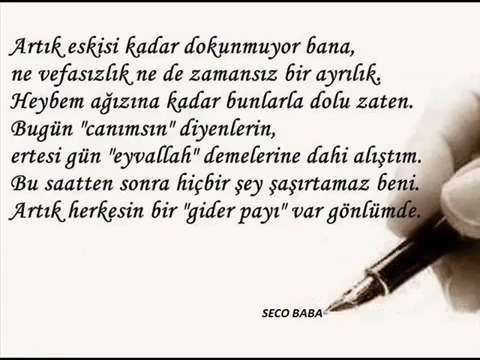 Artık eskisi kadar dokunmuyor bana,
ne vefasızlık ne de zamansız bir ayrılık.
Heybem ağızına kadar bunlarla dolu zaten.
Bugün "canımsın" diyenlerin,
ertesi gün "eyvallah" demelerine dahi alıştım.
Bu saatten sonra hiçbir şey şaşırtamaz beni.
Artık herkesin bir "gider payı" var gönlümde.
SECO BABA